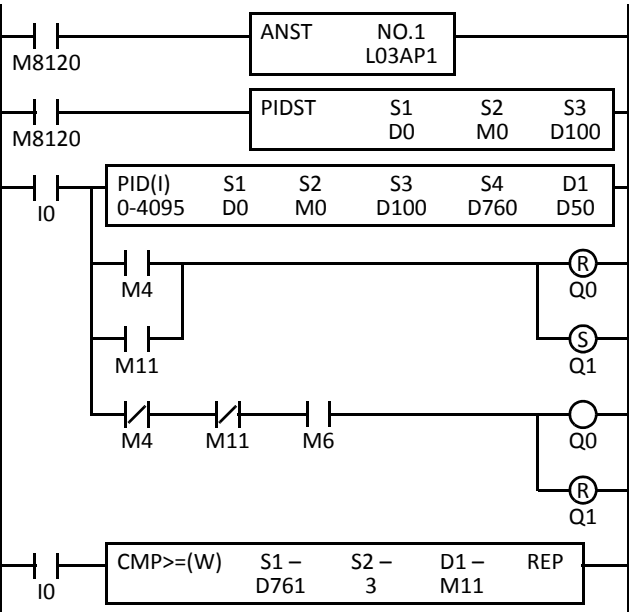 ANST NO.1
L03AP1
M8120
PIDST S1 S2 S3
D0 M0 D100
M8120
PID(I) S1 S2 S3 S4 D1
0-4095 D0 M0 D100 D760 D50
I0
R
M4 Q0
S
M11 Q1
M4 M11 M6 Q0
R
Q1
CMP>=(W) S1 – S2 – D1 – REP
D761 3 M11
I0